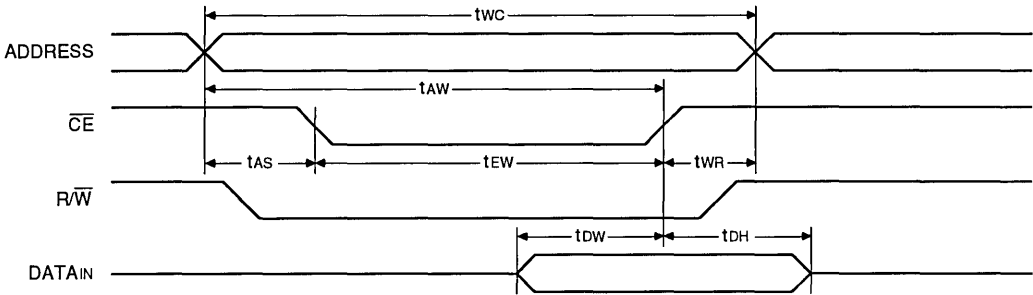 tWC
ADDRESS
tAW
CE
tAS
tEW
tWR
R/W
tDW
tDH
DATAIN